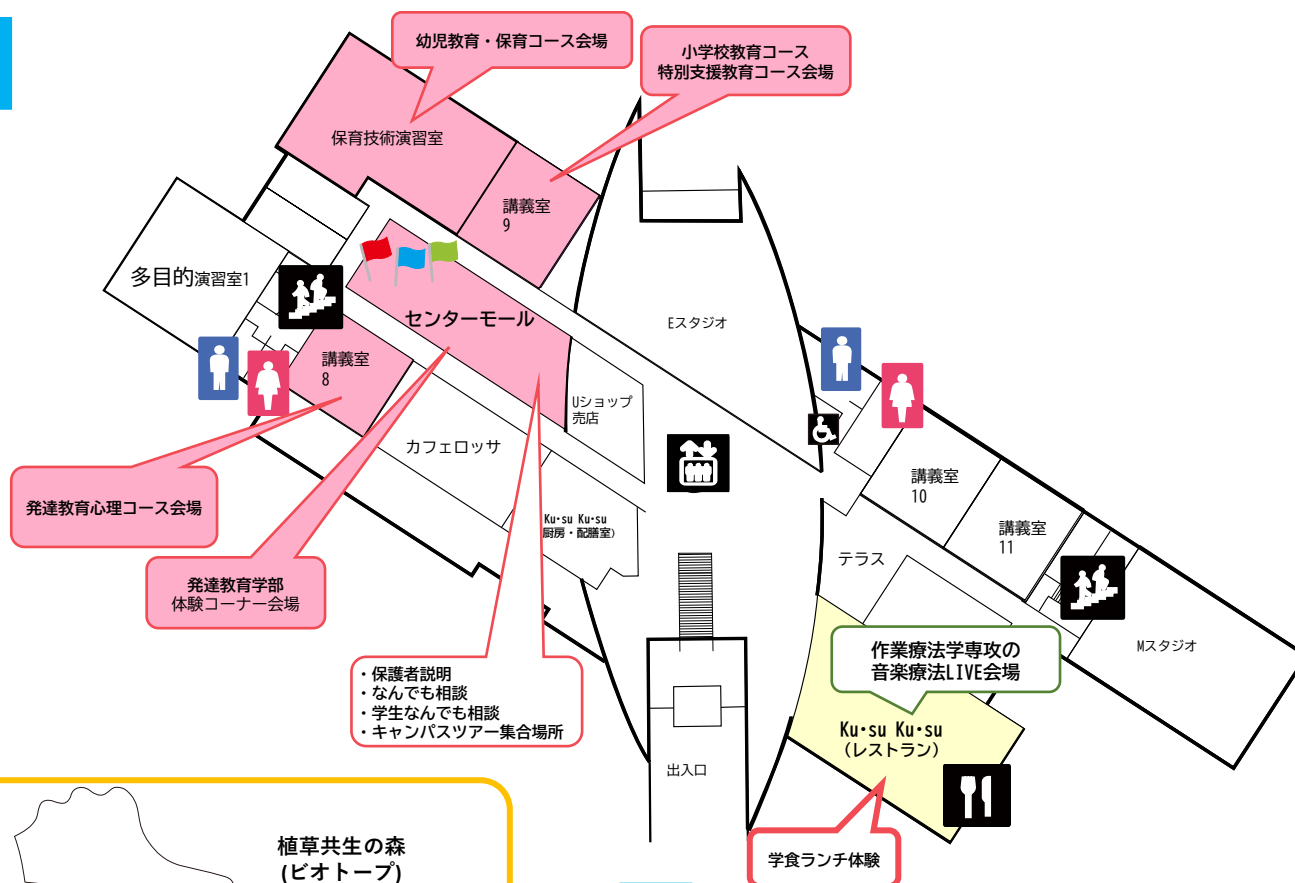 幼児教育・保育コース会場
小学校教育コース
特別支援教育コース会場
保育技術演習室
講義室
9
多目的演習室1
センターモール
Eスタジオ
講義室
8
Uショップ
売店
カフェロッサ
講義室
10
発達教育心理コース会場
Ku・su Ku・su
(厨房・配膳室)
講義室
11
テラス
発達教育学部
体験コーナー会場
作業療法学専攻の
音楽療法LIVE会場
Mスタジオ
・保護者説明
・なんでも相談
・学生なんでも相談
・キャンパスツアー集合場所
Ku・su Ku・su
(レストラン)
出入口
学食ランチ体験
植草共生の森
(ビオトープ)